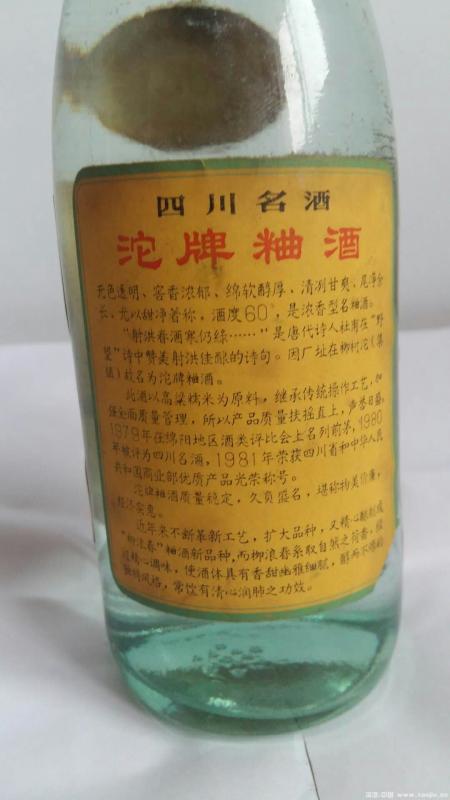 四川名酒
沱牌粬酒
无色透明、窖香浓郁、绵软醇厚、清冽甘爽、尾净余
长、尤以甜净著称，酒度60°，是浓香型名粬酒。
“射洪春酒寒仍绿……”是唐代诗人杜甫在“野
望”诗中赞美射洪佳酿的诗句。因厂址在柳树沱(集
镇)故名为沱牌粬酒。
此酒以高粱糯米为原料，继承传统操作工艺，加
强全面质量管理，所以产品质量扶摇直上，声誉日盛，
1979年在绵阳地区酒类评比会上名列前茅，1980
年被评为四川名酒，1981年荣获四川省和中华人民
共和国商业部优质产品光荣称号。
沱牌粬酒质量稳定，久负盛名，堪称物美价廉，
经济实惠。
近年来不断革新工艺，扩大品种，又精心酿制成
“柳浪春”粬酒新品种，而柳浪春系取自然之荷香，经
过精心调味，使酒体具有香甜幽雅细腻，醇而不
独特风格，常饮有清心润肺之功效。